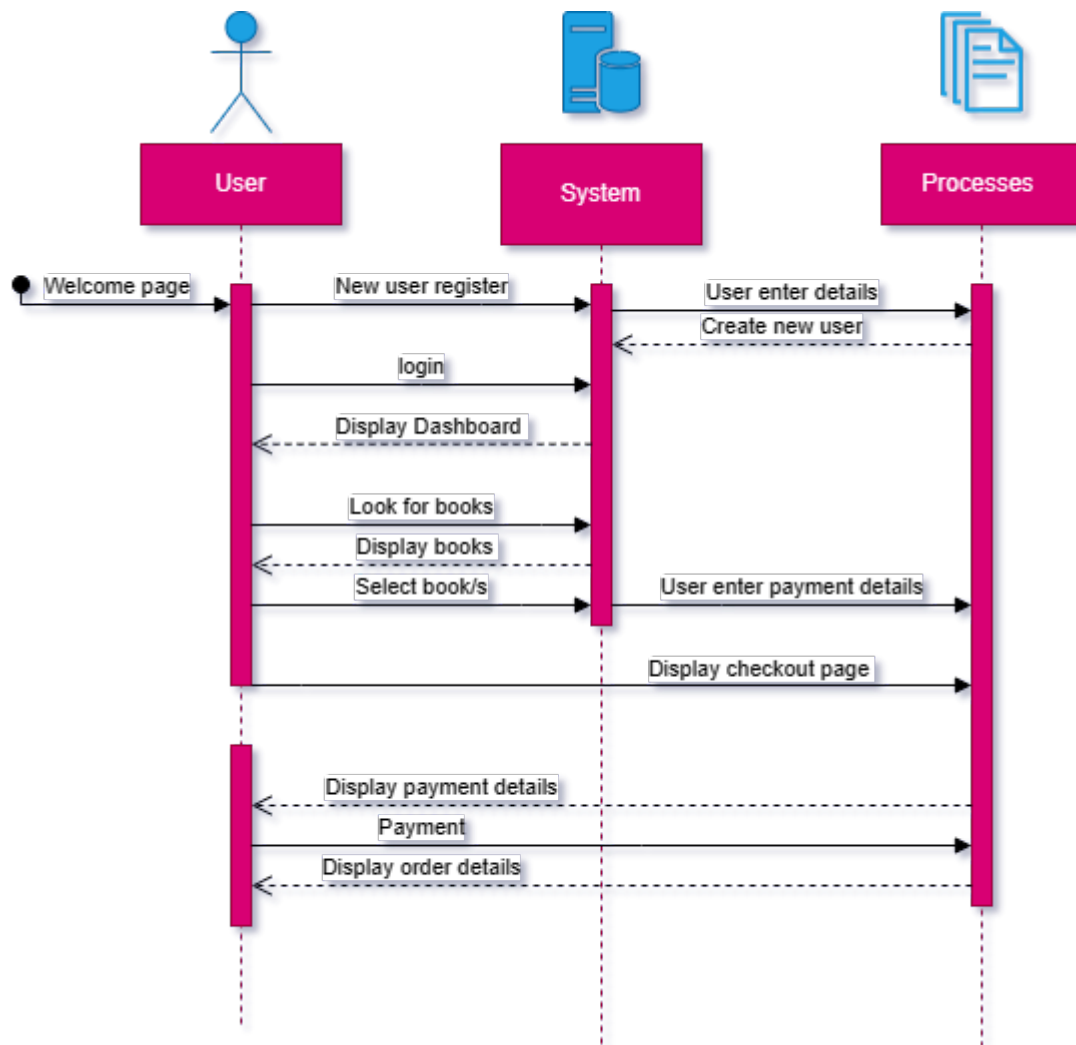 User
System
Processes
Welcome page
New user register
User enter details
Create new user
login
Display Dashboard
Look for books
Display books
Select book/s
User enter payment details
Display checkout page
Display payment details
Payment
Display order details